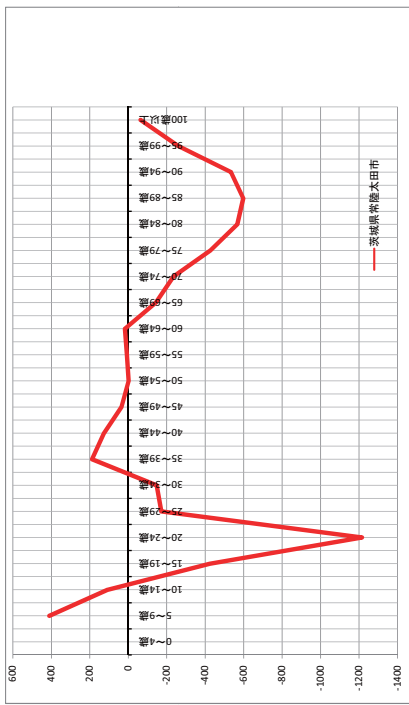 100歳以上
95～99歳
90～94歳
85～89歳
80～84歳
75～79歳
70～74歳
65～69歳
60～64歳
55～59歳
50～54歳
45～49歳
40～44歳
35～39歳
30～34歳
25～29歳
20～24歳
15～19歳
10～14歳
5～9歳
0～4歳
茨城県常陸太田市
600
400
200
0
-200
-400
-600
-800
-1000
-1200
-1400